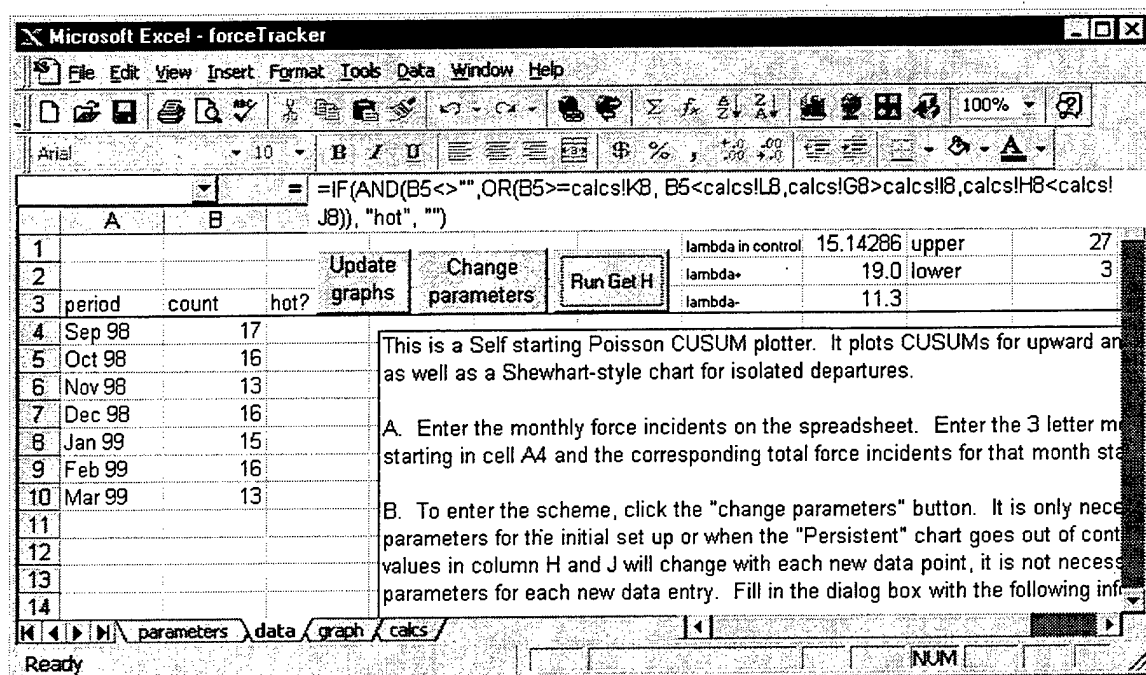 Microsoft Excel - forceTracker
File Edit View Insert Format Tools Data Window Help
100%
Arial 10 B I U $ % ,
= =IF(AND(B5<>"",OR(B5>=calcs!K8, B5<calcs!L8,calcs!G8>calcs!I8,calcs!H8<calcs!
J8)), "hot", "")
A B
1 lambda in control 15.14286 upper 27
2 Update graphs Change parameters Run Get H lambda+ 19.0 lower 3
3 period count hot? lambda- 11.3
4 Sep 98 17
5 Oct 98 16
6 Nov 98 13
7 Dec 98 16
8 Jan 99 15
9 Feb 99 16
10 Mar 99 13
11
12
13
14
This is a Self starting Poisson CUSUM plotter. It plots CUSUMs for upward an
as well as a Shewhart-style chart for isolated departures.
A. Enter the monthly force incidents on the spreadsheet. Enter the 3 letter m
starting in cell A4 and the corresponding total force incidents for that month sta
B. To enter the scheme, click the "change parameters" button. It is only nece
parameters for the initial set up or when the "Persistent" chart goes out of cont
values in column H and J will change with each new data point, it is not necess
parameters for each new data entry. Fill in the dialog box with the following inf
parameters data graph calcs
Ready NUM